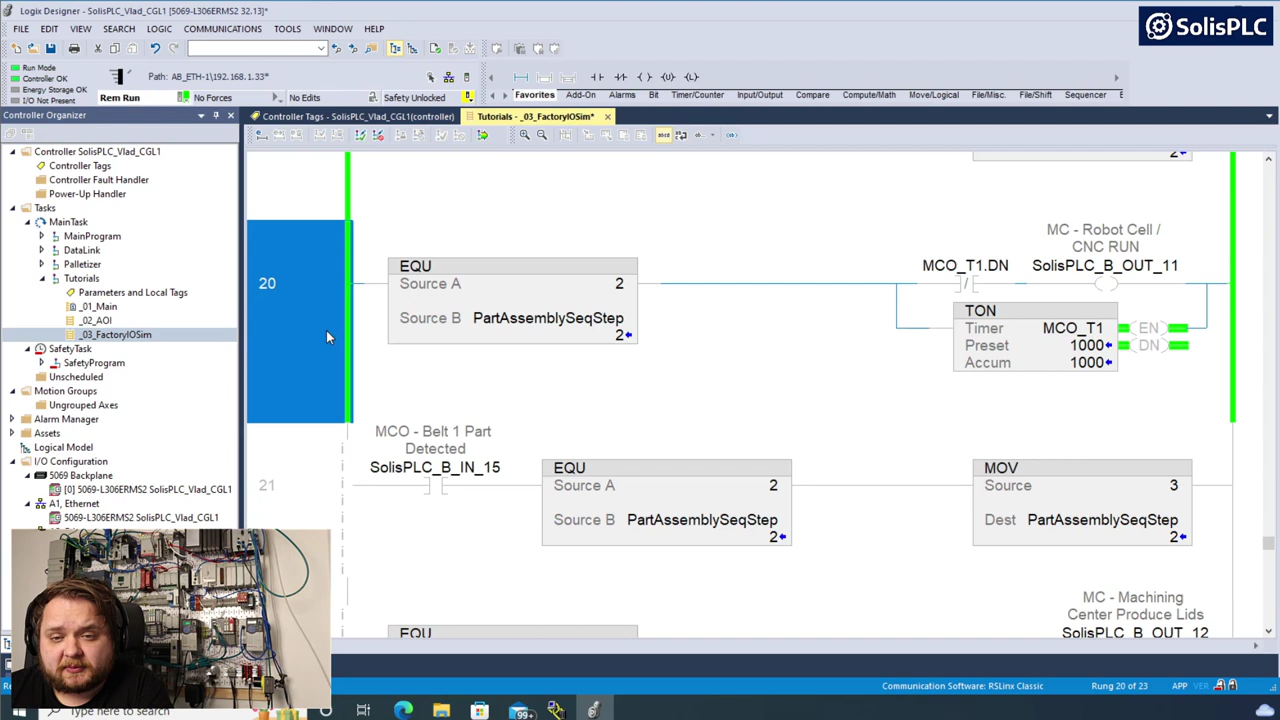 Logix Designer - SolisPLC_Vlad_CGL1 [5069-L306ERMS2 32.13]*
SolisPLC
FILE EDIT VIEW SEARCH LOGIC COMMUNICATIONS TOOLS WINDOW HELP
Run Mode
Controller OK
Energy Storage OK
I/O Not Present
Path: AB_ETH-1\192.168.1.33*
Rem Run No Forces No Edits Safety Unlocked
Favorites Add-On Alarms Bit Timer/Counter Input/Output Compare Compute/Math Move/Logical File/Misc. File/Shift Sequencer
Controller Organizer
Controller Tags - SolisPLC_Vlad_CGL1(controller)
Tutorials - _03_FactoryIOSim*
Controller SolisPLC_Vlad_CGL1
Controller Tags
Controller Fault Handler
Power-Up Handler
Tasks
MainTask
MainProgram
DataLink
Palletizer
Tutorials
Parameters and Local Tags
_01_Main
_02_AOI
_03_FactoryIOSim
SafetyTask
SafetyProgram
Unscheduled
Motion Groups
Ungrouped Axes
Alarm Manager
Assets
Logical Model
I/O Configuration
5069 Backplane
[0] 5069-L306ERMS2 SolisPLC_Vlad_CGL1
A1, Ethernet
5069-L306ERMS2 SolisPLC_Vlad_CGL1
2
20
EQU
Source A 2
Source B PartAssemblySeqStep
2
MC - Robot Cell /
CNC RUN
MCO_T1.DN SolisPLC_B_OUT_11
TON
Timer MCO_T1
Preset 1000
Accum 1000
EN
DN
21
MCO - Belt 1 Part
Detected
SolisPLC_B_IN_15
EQU
Source A 2
Source B PartAssemblySeqStep
2
MOV
Source 3
Dest PartAssemblySeqStep
2
MC - Machining
Center Produce Lids
SolisPLC_B_OUT_12
EQU
Communication Software: RSLinx Classic Rung 20 of 23 APP VER
Type here to search
99+